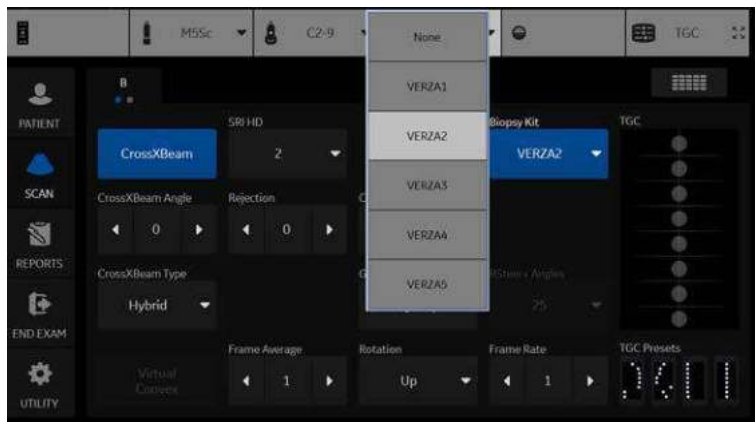 M5Sc
C2-9
None
TGC
PATIENT
B
VERZA1
SRI HD
Biopsy Kit
TGC
CrossXBeam
2
VERZA2
VERZA2
SCAN
CrossXBeam Angle
Rejection
VERZA3
0
0
VERZA4
REPORTS
CrossXBeam Type
VERZA5
Hybrid
25
END EXAM
Frame Average
Rotation
Frame Rate
TGC Presets
Virtual
Convex
1
Up
1
UTILITY